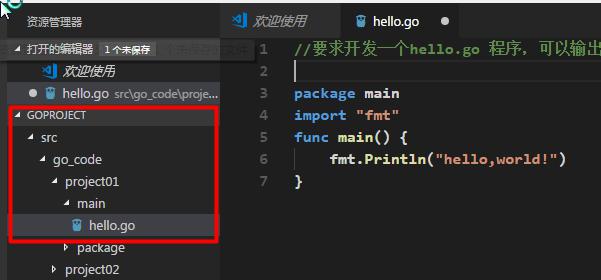 资源管理器
打开的编辑器 1 个未保存
欢迎使用
hello.go src\go_code\proje...
GOPROJECT
src
go_code
project01
main
hello.go
package
project02
欢迎使用
hello.go
1 //要求开发一个hello.go 程序，可以输出
2
3 package main
4 import "fmt"
5 func main() {
6 fmt.Println("hello,world!")
7 }